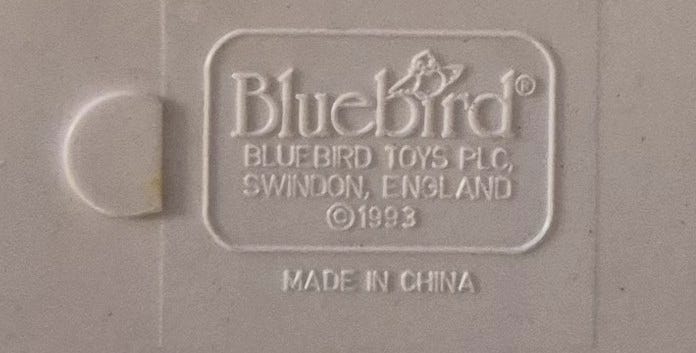 Bluebird®
BLUEBIRD TOYS PLC,
SWINDON, ENGLAND
©1993
MADE IN CHINA